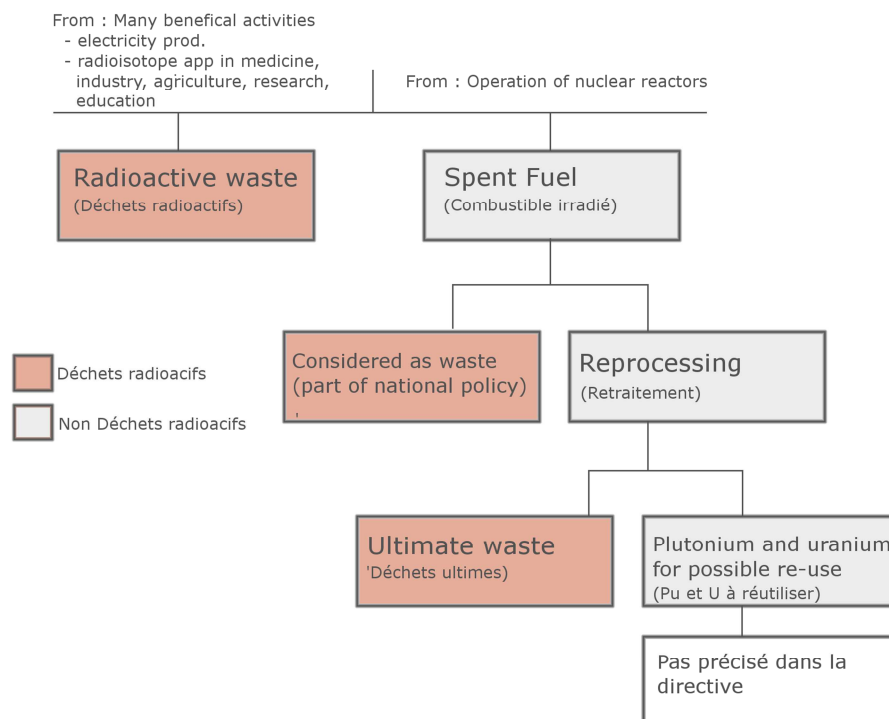 From : Many benefical activities
- electricity prod.
- radioisotope app in medicine,
industry, agriculture, research,
education
From : Operation of nuclear reactors
Radioactive waste
(Déchets radioactifs)
Spent Fuel
(Combustible irradié)
Considered as waste
(part of national policy)
'
Reprocessing
(Retraitement)
Déchets radioacifs
Non Déchets radioacifs
Ultimate waste
'Déchets ultimes)
Plutonium and uranium
for possible re-use
(Pu et U à réutiliser)
Pas précisé dans la
directive